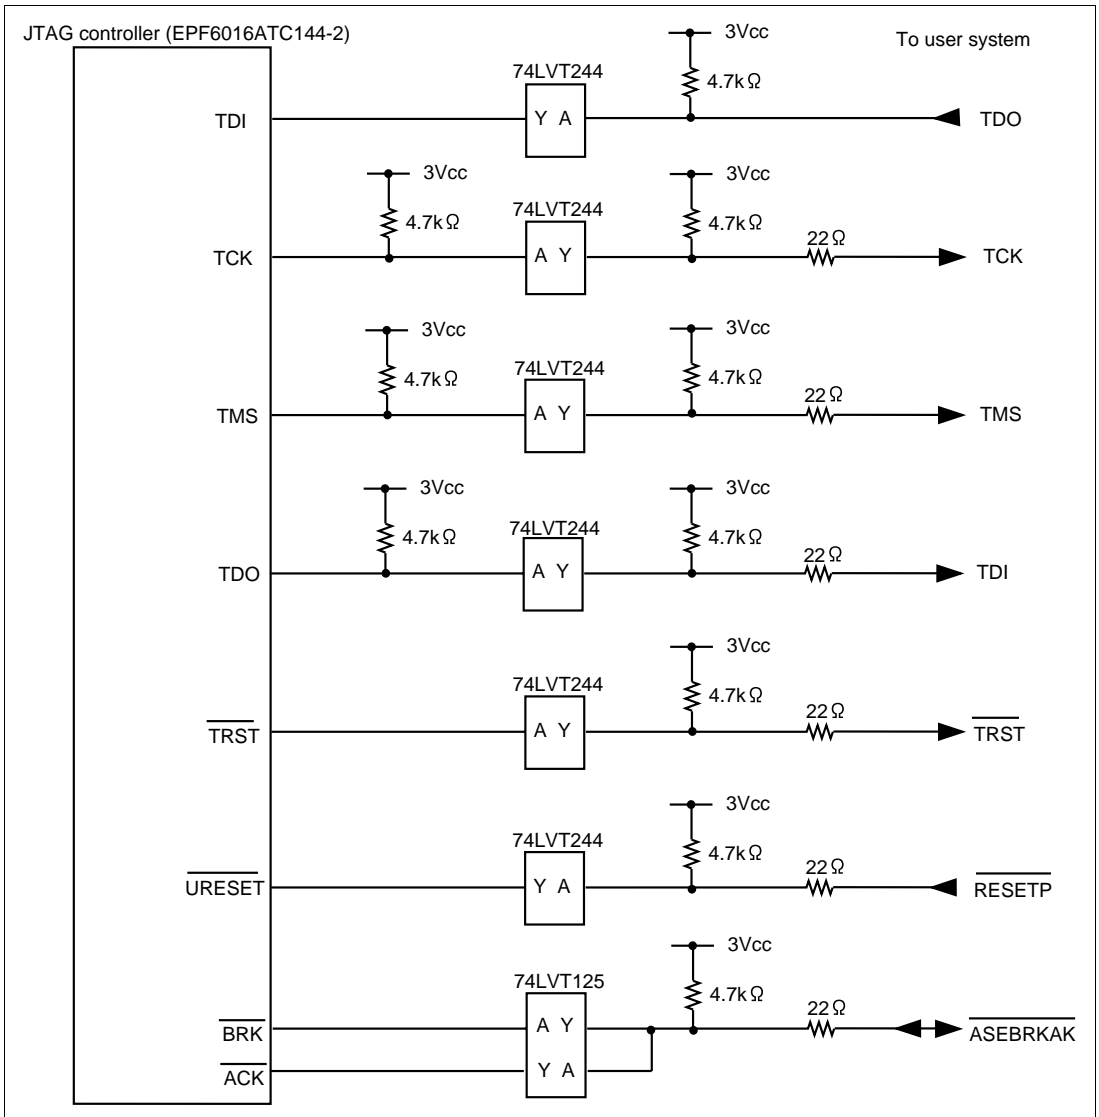 JTAG controller (EPF6016ATC144-2)
3Vcc
To user system
74LVT244
4.7kΩ
TDI
Y A
TDO
3Vcc
3Vcc
74LVT244
4.7kΩ
4.7kΩ
22Ω
TCK
A Y
TCK
3Vcc
3Vcc
74LVT244
4.7kΩ
4.7kΩ
22Ω
TMS
A Y
TMS
3Vcc
3Vcc
74LVT244
4.7kΩ
4.7kΩ
22Ω
TDO
A Y
TDI
3Vcc
74LVT244
4.7kΩ
22Ω
TRST
A Y
TRST
3Vcc
74LVT244
4.7kΩ
22Ω
URESET
Y A
RESETP
3Vcc
74LVT125
4.7kΩ
22Ω
BRK
A Y
ASEBRKAK
ACK
Y A